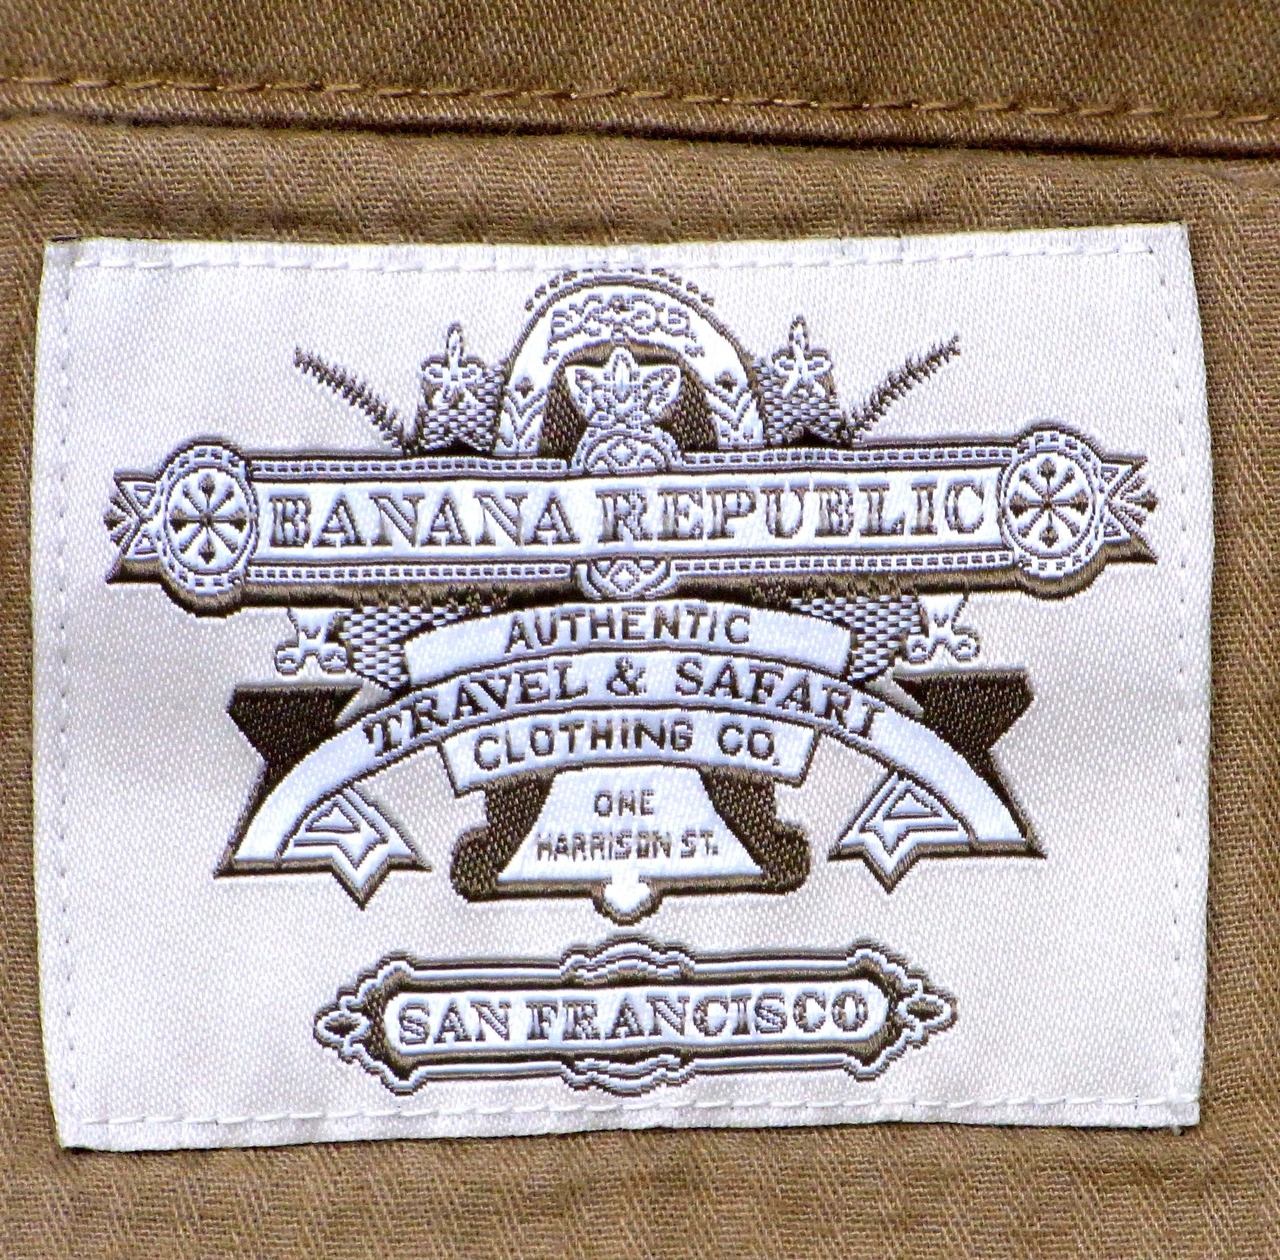 BANANA REPUBLIC
AUTHENTIC
TRAVEL & SAFARI
CLOTHING CO.
ONE
HARRISON ST.
SAN FRANCISCO